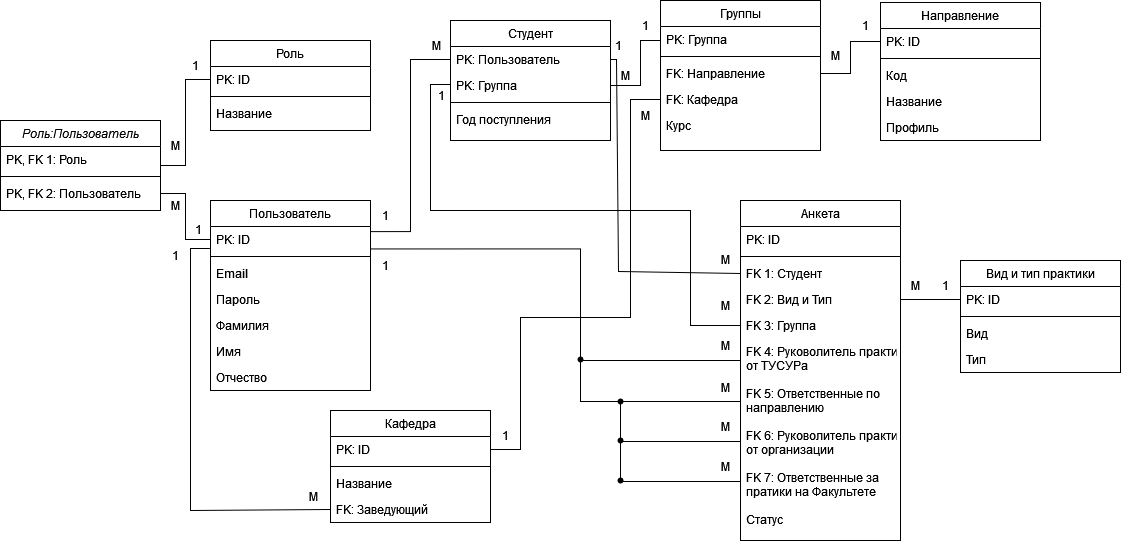 Роль
PK: ID
Название
1
М
Роль:Пользователь
PK, FK 1: Роль
PK, FK 2: Пользователь
М
1
Пользователь
PK: ID
Email
Пароль
Фамилия
Имя
Отчество
1
1
1
Кафедра
PK: ID
Название
FK: Заведующий
М
1
Студент
PK: Пользователь
PK: Группа
Год поступления
М
1
1
М
Группы
PK: Группа
FK: Направление
FK: Кафедра
Курс
1
М
М
1
Направление
PK: ID
Код
Название
Профиль
Анкета
PK: ID
FK 1: Студент
FK 2: Вид и Тип
FK 3: Группа
FK 4: Руководитель практи
от ТУСУРа
FK 5: Ответственные по
направлению
FK 6: Руководитель практи
от организации
FK 7: Ответственные за
пратики на Факультете
Статус
М
М
М
М
М
М
М
1
Вид и тип практики
PK: ID
Вид
Тип